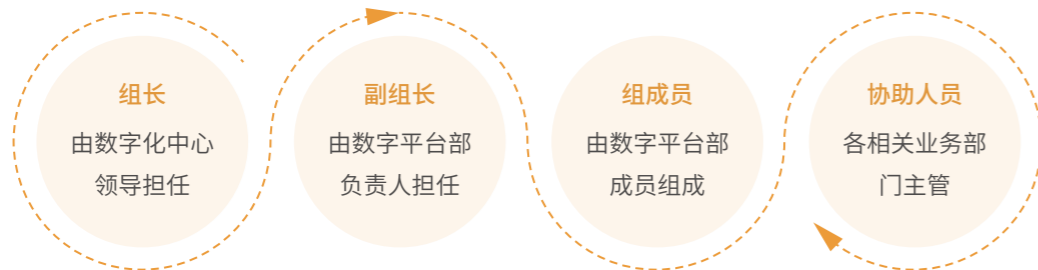 组长
由数字化中心
领导担任
副组长
由数字平台部
负责人担任
组成员
由数字平台部
成员组成
协助人员
各相关业务部
门主管